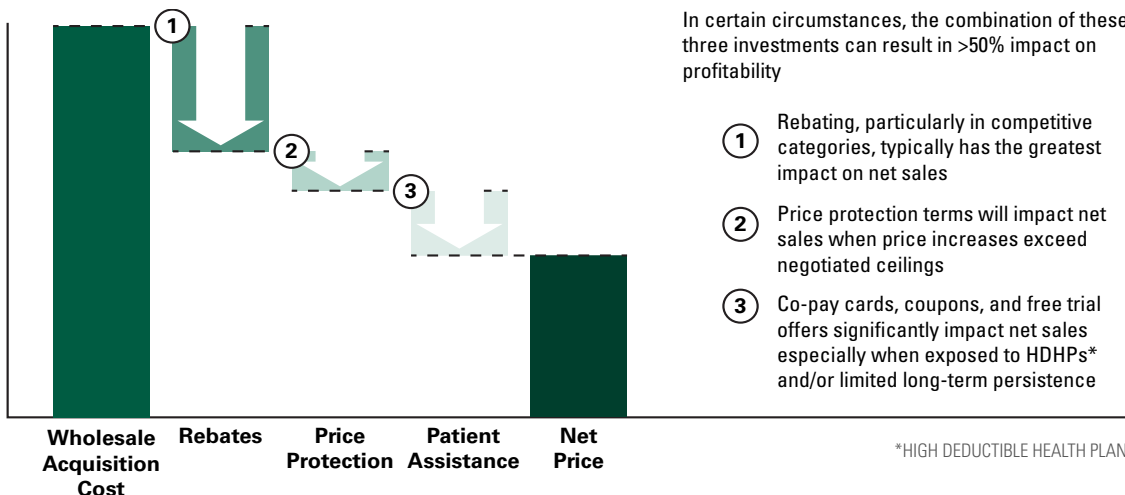 1
2
3
Wholesale
Acquisition
Cost
Rebates
Price
Protection
Patient
Assistance
Net
Price
In certain circumstances, the combination of these
three investments can result in >50% impact on
profitability
1
Rebating, particularly in competitive
categories, typically has the greatest
impact on net sales
2
Price protection terms will impact net
sales when price increases exceed
negotiated ceilings
3
Co-pay cards, coupons, and free trial
offers significantly impact net sales
especially when exposed to HDHPs*
and/or limited long-term persistence
*HIGH DEDUCTIBLE HEALTH PLAN